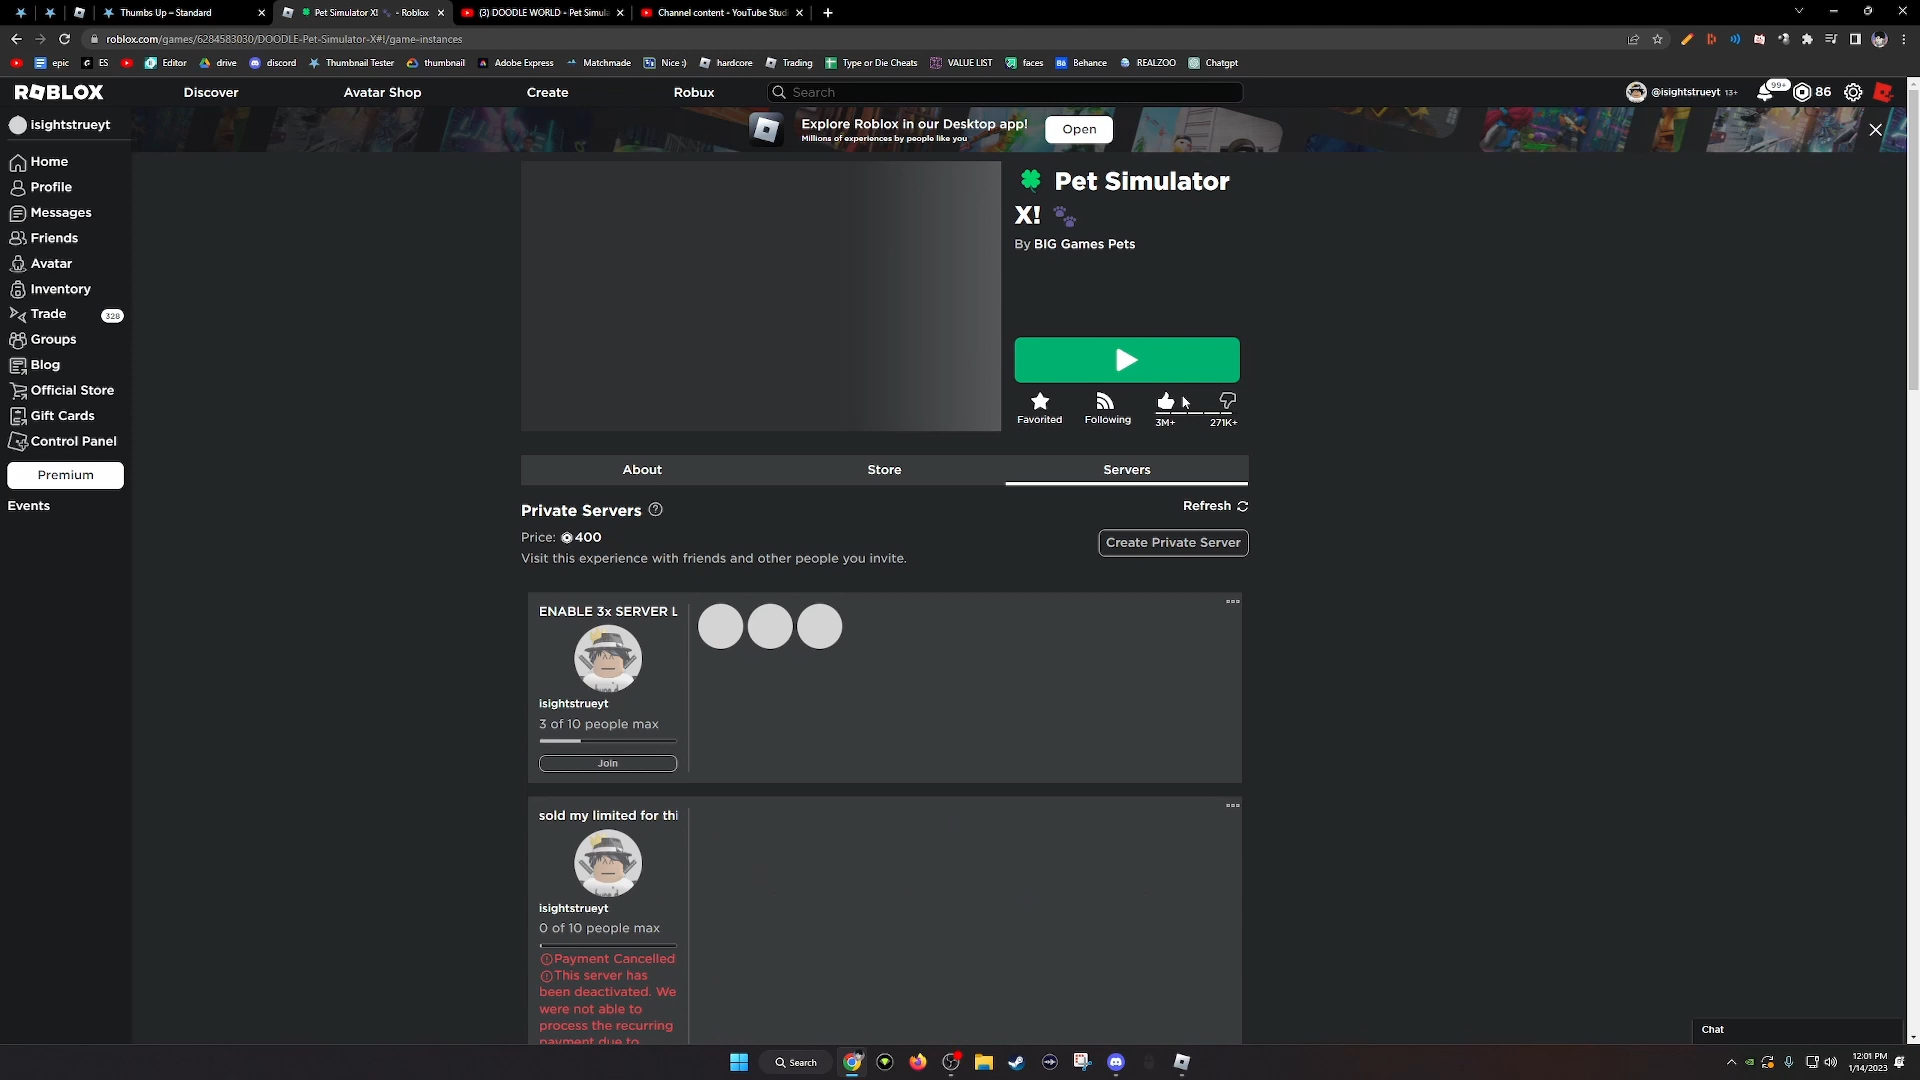 Thumbs Up – Standard
Pet Simulator X! - Roblox
(3) DOODLE WORLD - Pet Simula
Channel content - YouTube Studi
roblox.com/games/6284583030/DOODLE-Pet-Simulator-X#!/game-instances
epic ES Editor drive discord Thumbnail Tester thumbnail Adobe Express Matchmade Nice :) hardcore Trading Type or Die Cheats VALUE LIST faces Behance REALZOO Chatgpt
ROBLOX Discover Avatar Shop Create Robux Search @isightstrueyt 13+ 99+ 86
isightstrueyt
Explore Roblox in our Desktop app!
Millions of experiences by people like you
Open
Home
Profile
Messages
Friends
Avatar
Inventory
Trade 328
Groups
Blog
Official Store
Gift Cards
Control Panel
Premium
Events
Pet Simulator
X!
By BIG Games Pets
Favorited Following 3M+ 271K+
About Store Servers
Private Servers
Refresh
Price: 400
Visit this experience with friends and other people you invite.
Create Private Server
ENABLE 3x SERVER L
isightstrueyt
3 of 10 people max
Join
sold my limited for thi
isightstrueyt
0 of 10 people max
Payment Cancelled
This server has
been deactivated. We
were not able to
process the recurring
payment due to
Chat
Search
12:01 PM
1/14/2023